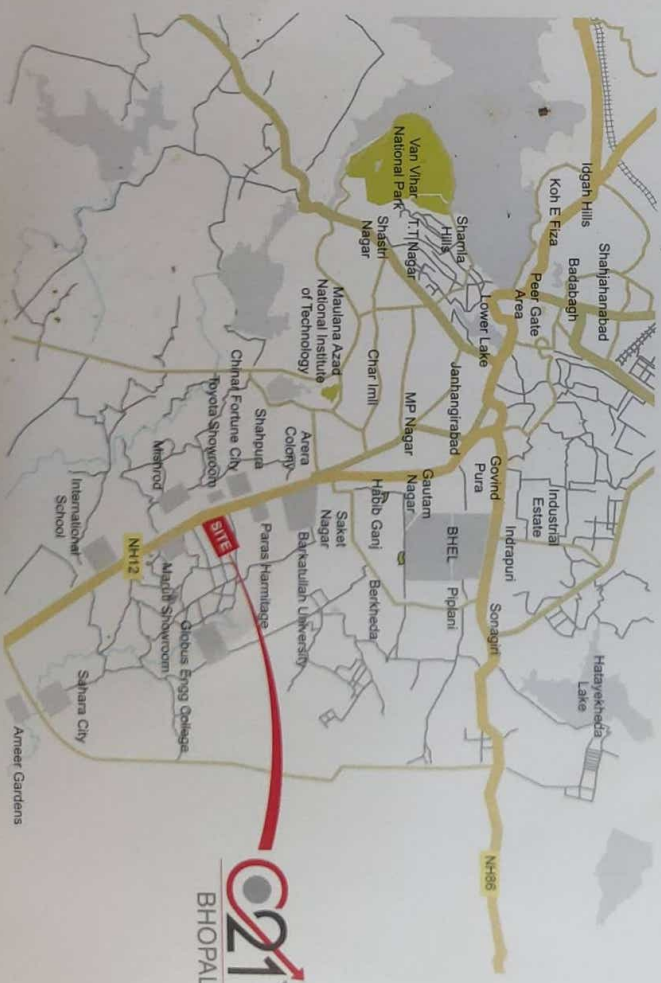 Idgah Hills
Koh E Fiza
Shahjahanabad
Badabagh
Peer Gate
Area
Van Vihar
National Park
Shamla
Hills
T.T Nagar
Shastri
Nagar
Lower Lake
Maulana Azad
National Institute
of Technology
Char Imli
Janhangirabad
MP Nagar
Chinar Fortune City
Toyota Showroom
Shahpura
Arera
Colony
Govind
Pura
Industrial
Estate
Indrapuri
Gautam
Nagar
Habib Ganj
BHEL
Saket
Nagar
Mishrod
International
School
SITE
Paras Harmitage
Barkatullah University
Berkheda
Piplani
Sonagiri
NH12
Maruti Showroom
Globus Engg College
Hatayekheda
Lake
Sahara City
Ameer Gardens
NH86
C21
BHOPAL